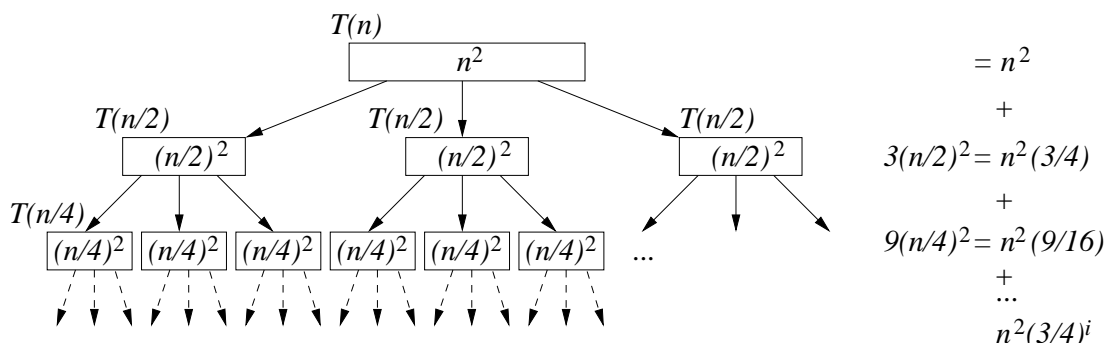 T(n)
n² = n²
+
T(n/2) T(n/2) T(n/2)
(n/2)² (n/2)² (n/2)² 3(n/2)² = n²(3/4)
+
T(n/4)
(n/4)² (n/4)² (n/4)² (n/4)² (n/4)² (n/4)² ... 9(n/4)² = n²(9/16)
+
...
n²(3/4)ⁱ